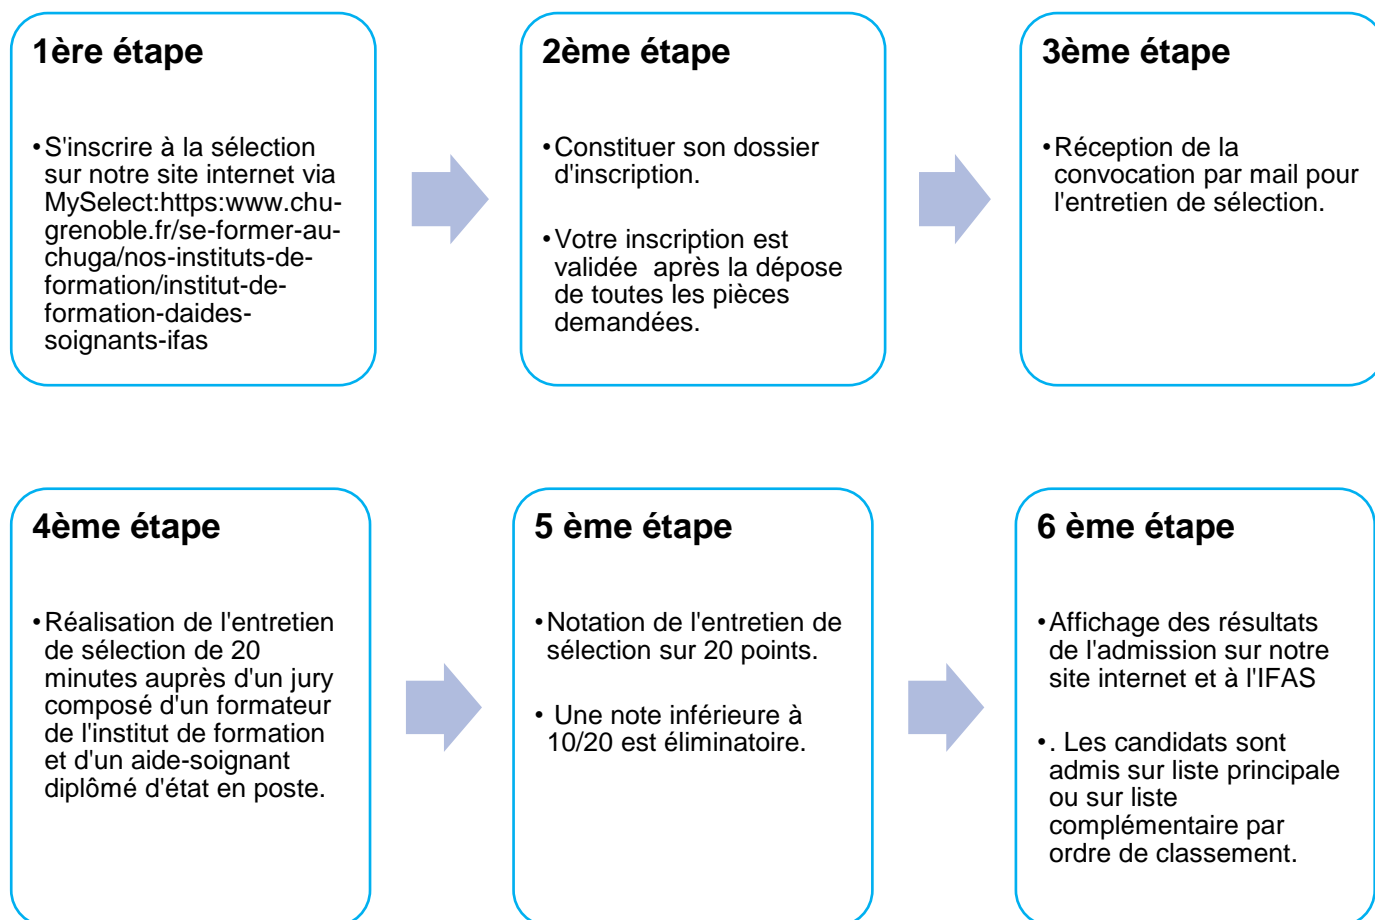 1ère étape
•S'inscrire à la sélection
sur notre site internet via
MySelect:https:www.chu-
grenoble.fr/se-former-au-
chuga/nos-instituts-de-
formation/institut-de-
formation-daides-
soignants-ifas
2ème étape
•Constituer son dossier
d'inscription.
•Votre inscription est
validée  après la dépose
de toutes les pièces
demandées.
3ème étape
•Réception de la
convocation par mail pour
l'entretien de sélection.
4ème étape
•Réalisation de l'entretien
de sélection de 20
minutes auprès d'un jury
composé d'un formateur
de l'institut de formation
et d'un aide-soignant
diplômé d'état en poste.
5 ème étape
•Notation de l'entretien de
sélection sur 20 points.
• Une note inférieure à
10/20 est éliminatoire.
6 ème étape
•Affichage des résultats
de l'admission sur notre
site internet et à l'IFAS
•. Les candidats sont
admis sur liste principale
ou sur liste
complémentaire par
ordre de classement.